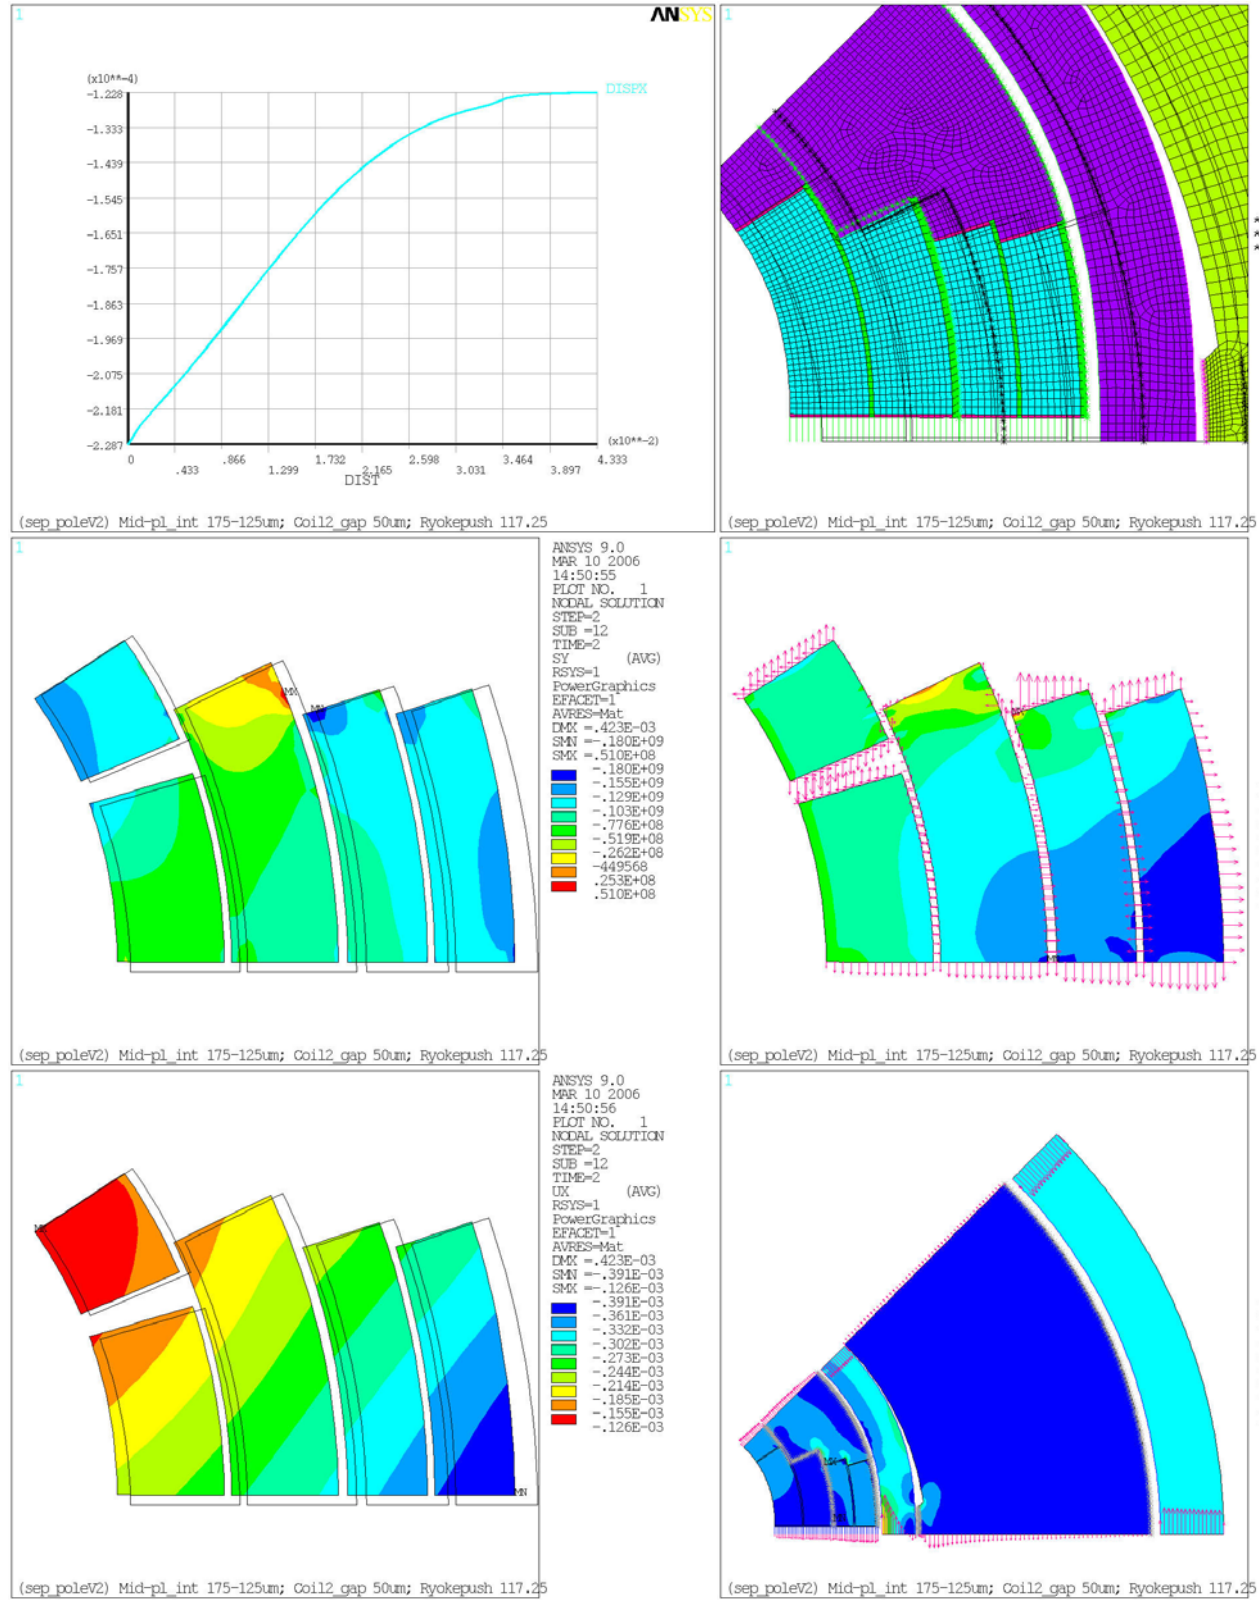 1
ANSYS
(x10**-4)
-1.228
-1.333
-1.439
-1.545
-1.651
-1.757
-1.863
-1.969
-2.075
-2.181
-2.287
DISPX
(x10**-2)
0 .866 1.732 2.598 3.464 4.333
.433 1.299 2.165 3.031 3.897
DIST
(sep_poleV2) Mid-pl_int 175-125um; Coil2_gap 50um; Ryokepush 117.25
1
(sep_poleV2) Mid-pl_int 175-125um; Coil2_gap 50um; Ryokepush 117.25
1
MX
MN
ANSYS 9.0
MAR 10 2006
14:50:55
PLOT NO. 1
NODAL SOLUTION
STEP=2
SUB =12
TIME=2
SY (AVG)
RSYS=1
PowerGraphics
EFACET=1
AVRES=Mat
DMX =.423E-03
SMN =-.180E+09
SMX =.510E+08
-.180E+09
-.155E+09
-.129E+09
-.103E+09
-.776E+08
-.519E+08
-.262E+08
-449568
.253E+08
.510E+08
(sep_poleV2) Mid-pl_int 175-125um; Coil2_gap 50um; Ryokepush 117.25
1
MX
MN
(sep_poleV2) Mid-pl_int 175-125um; Coil2_gap 50um; Ryokepush 117.25
1
MX
MN
ANSYS 9.0
MAR 10 2006
14:50:56
PLOT NO. 1
NODAL SOLUTION
STEP=2
SUB =12
TIME=2
UX (AVG)
RSYS=1
PowerGraphics
EFACET=1
AVRES=Mat
DMX =.423E-03
SMN =-.391E-03
SMX =-.126E-03
-.391E-03
-.361E-03
-.332E-03
-.302E-03
-.273E-03
-.244E-03
-.214E-03
-.185E-03
-.155E-03
-.126E-03
(sep_poleV2) Mid-pl_int 175-125um; Coil2_gap 50um; Ryokepush 117.25
1
MX
MN
(sep_poleV2) Mid-pl_int 175-125um; Coil2_gap 50um; Ryokepush 117.25